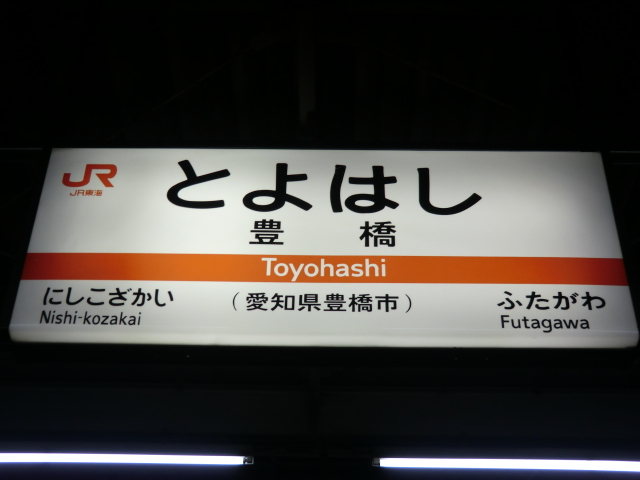 JR
JR東海
とよはし
豊橋
Toyohashi
にしこざかい
Nishi-kozakai
(愛知県豊橋市)
ふたがわ
Futagawa